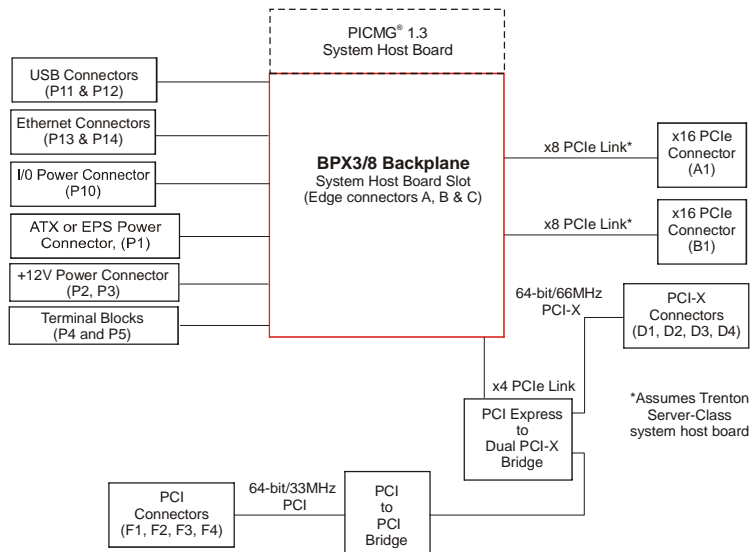 PICMG® 1.3
System Host Board
USB Connectors
(P11 & P12)
Ethernet Connectors
(P13 & P14)
I/0 Power Connector
(P10)
ATX or EPS Power
Connector, (P1)
+12V Power Connector
(P2, P3)
Terminal Blocks
(P4 and P5)
BPX3/8 Backplane
System Host Board Slot
(Edge connectors A, B & C)
x8 PCIe Link*
x16 PCIe
Connector
(A1)
x8 PCIe Link*
x16 PCIe
Connector
(B1)
64-bit/66MHz
PCI-X
PCI-X
Connectors
(D1, D2, D3, D4)
x4 PCIe Link
PCI Express
to
Dual PCI-X
Bridge
*Assumes Trenton
Server-Class
system host board
PCI
Connectors
(F1, F2, F3, F4)
64-bit/33MHz
PCI
PCI
to
PCI
Bridge